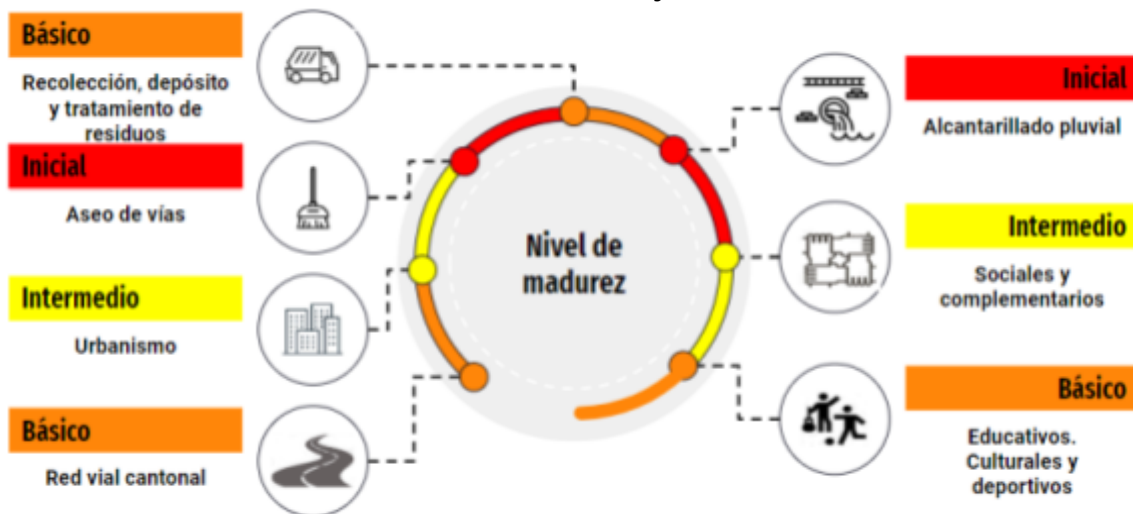 Básico
Recolección, depósito
y tratamiento de
residuos
Inicial
Aseo de vías
Intermedio
Urbanismo
Básico
Red vial cantonal
Nivel de
madurez
Inicial
Alcantarillado pluvial
Intermedio
Sociales y
complementarios
Básico
Educativos.
Culturales y
deportivos